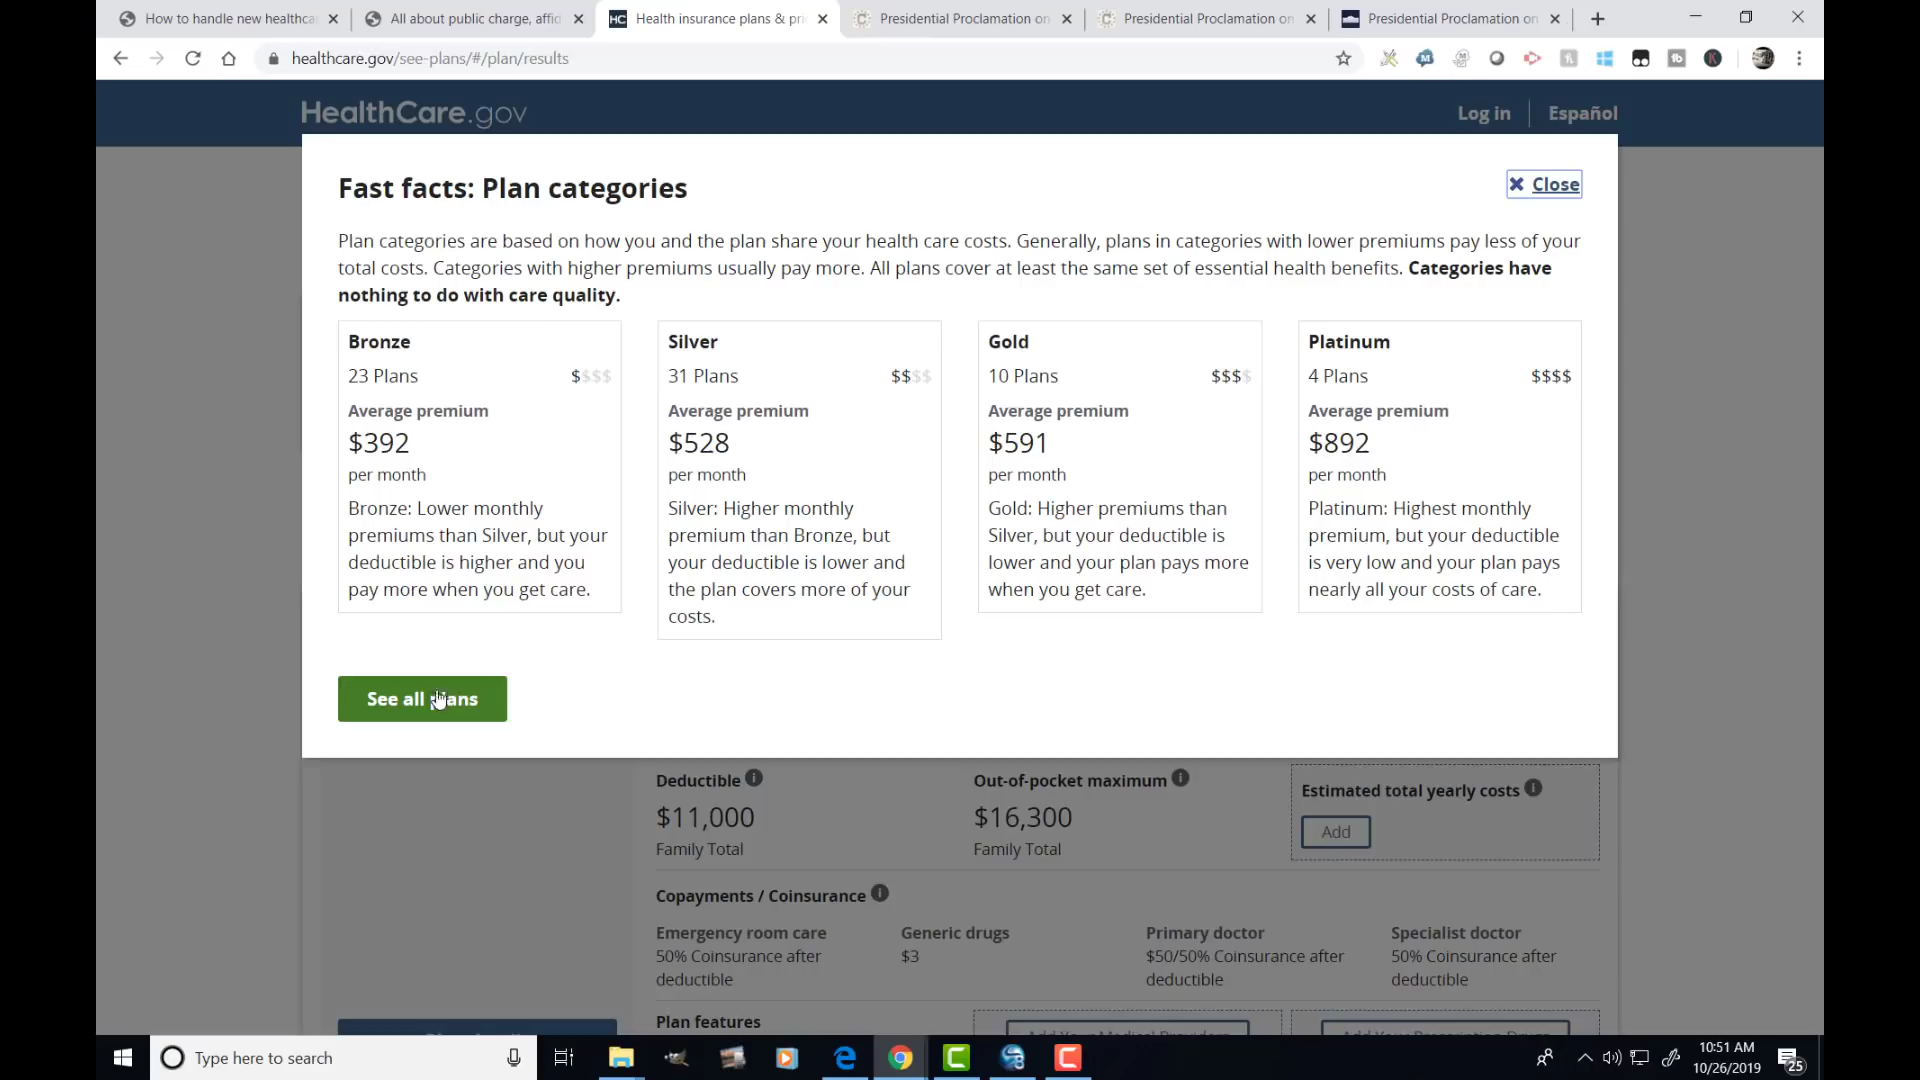 How to handle new healthca
All about public charge, affid
HC Health insurance plans & pri
Presidential Proclamation on
Presidential Proclamation on
Presidential Proclamation on
healthcare.gov/see-plans/#/plan/results
HealthCare.gov
Log in
Español
Fast facts: Plan categories
Close
Plan categories are based on how you and the plan share your health care costs. Generally, plans in categories with lower premiums pay less of your
total costs. Categories with higher premiums usually pay more. All plans cover at least the same set of essential health benefits. Categories have
nothing to do with care quality.
Bronze
23 Plans $$$$
Average premium
$392
per month
Bronze: Lower monthly
premiums than Silver, but your
deductible is higher and you
pay more when you get care.
Silver
31 Plans $$$$
Average premium
$528
per month
Silver: Higher monthly
premium than Bronze, but
your deductible is lower and
the plan covers more of your
costs.
Gold
10 Plans $$$$
Average premium
$591
per month
Gold: Higher premiums than
Silver, but your deductible is
lower and your plan pays more
when you get care.
Platinum
4 Plans $$$$
Average premium
$892
per month
Platinum: Highest monthly
premium, but your deductible
is very low and your plan pays
nearly all your costs of care.
See all plans
Deductible
$11,000
Family Total
Out-of-pocket maximum
$16,300
Family Total
Estimated total yearly costs
Add
Copayments / Coinsurance
Emergency room care
50% Coinsurance after
deductible
Generic drugs
$3
Primary doctor
$50/50% Coinsurance after
deductible
Specialist doctor
50% Coinsurance after
deductible
Plan features
Add Your Medical Providers
Add Your Prescription Drugs
Type here to search
10:51 AM
10/26/2019
25